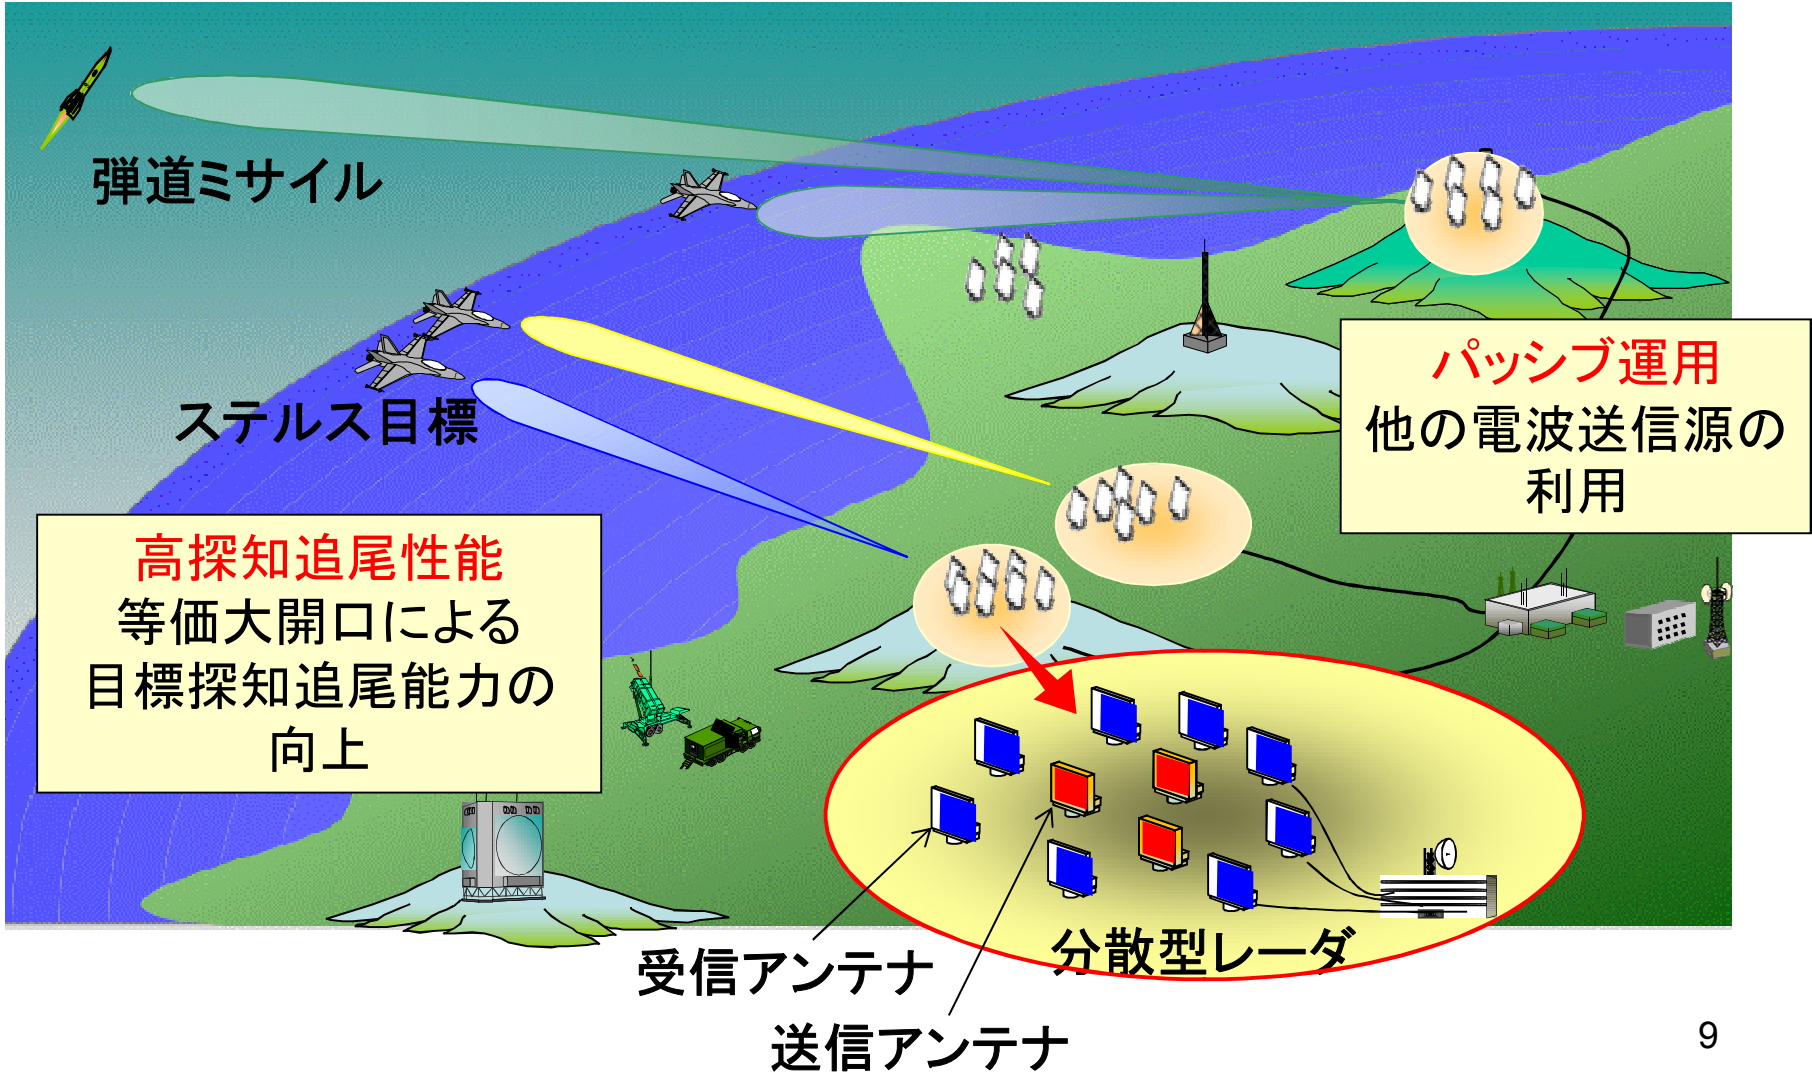 弾道ミサイル
ステルス目標
パッシブ運用
他の電波送信源の
利用
高探知追尾性能
等価大開口による
目標探知追尾能力の
向上
分散型レーダ
受信アンテナ
送信アンテナ
9